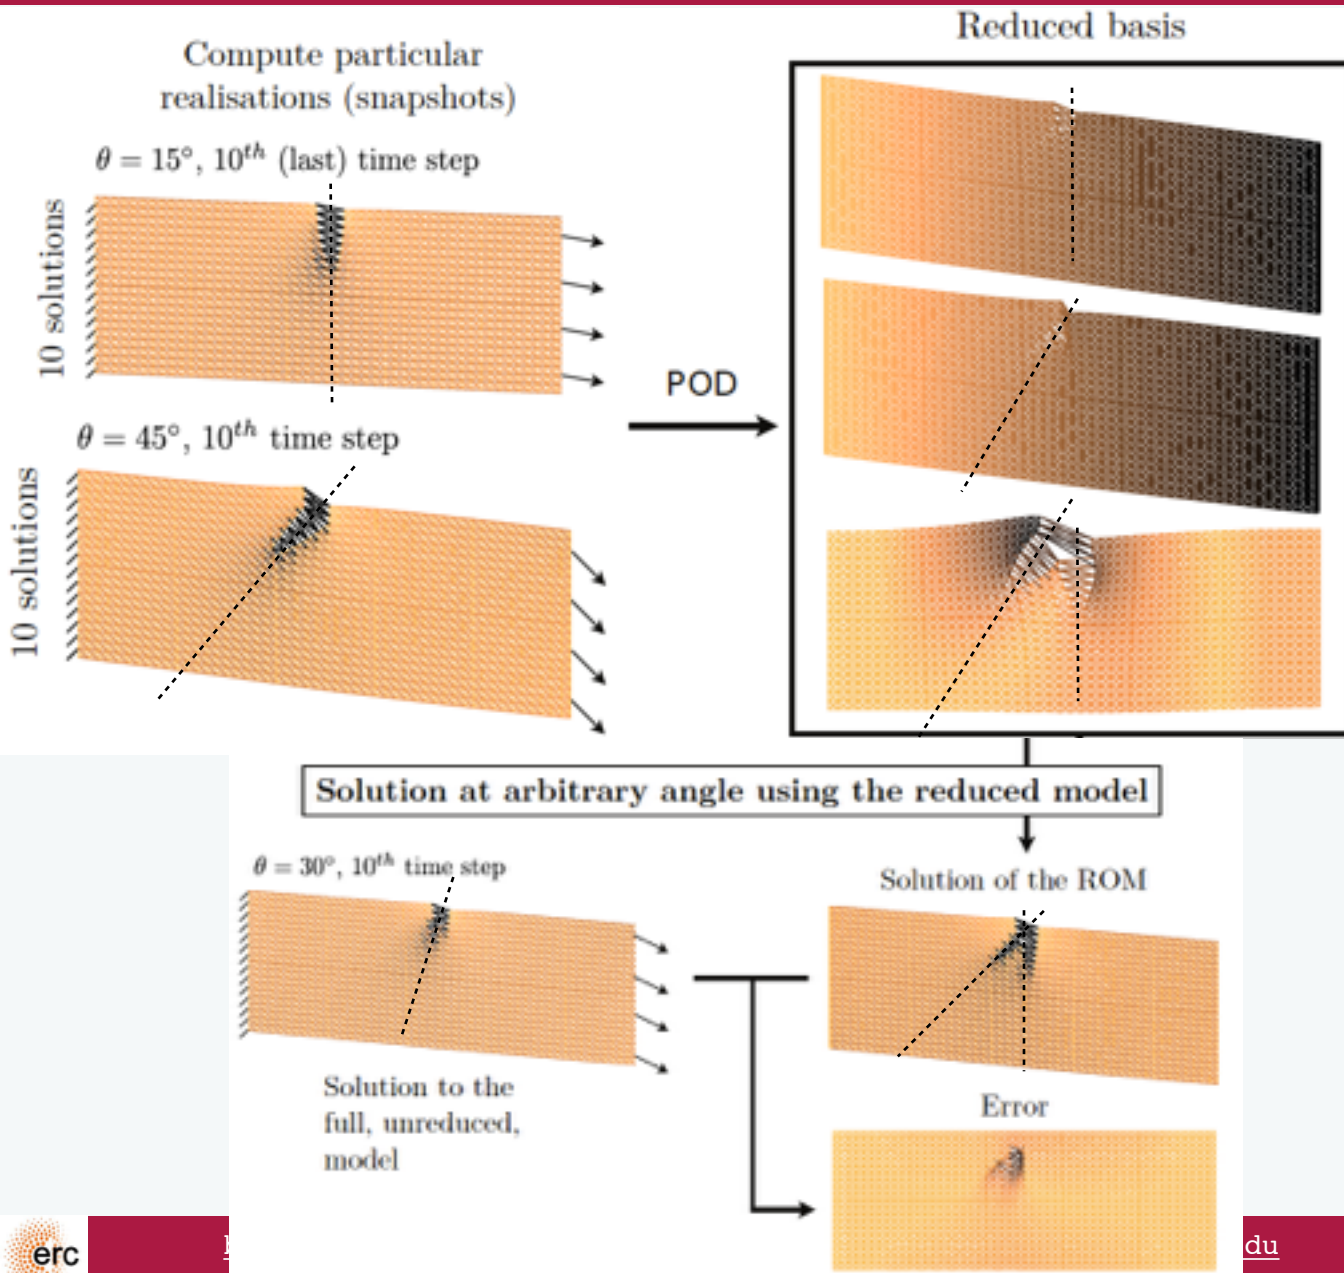 Compute particular
realisations (snapshots)
θ = 15°, 10th (last) time step
10 solutions
θ = 45°, 10th time step
10 solutions
POD
Reduced basis
Solution at arbitrary angle using the reduced model
θ = 30°, 10th time step
Solution to the
full, unreduced,
model
Solution of the ROM
Error
erc
du